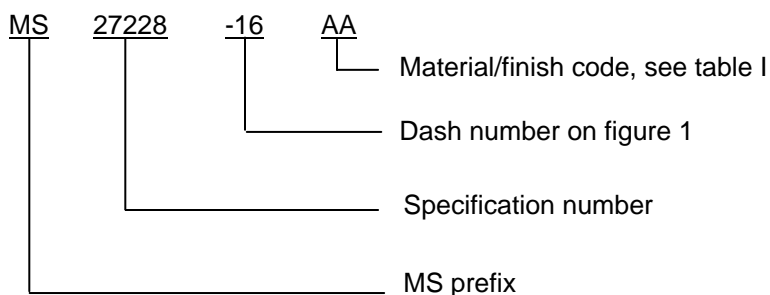 MS 27228 -16 AA
Material/finish code, see table I
Dash number on figure 1
Specification number
MS prefix